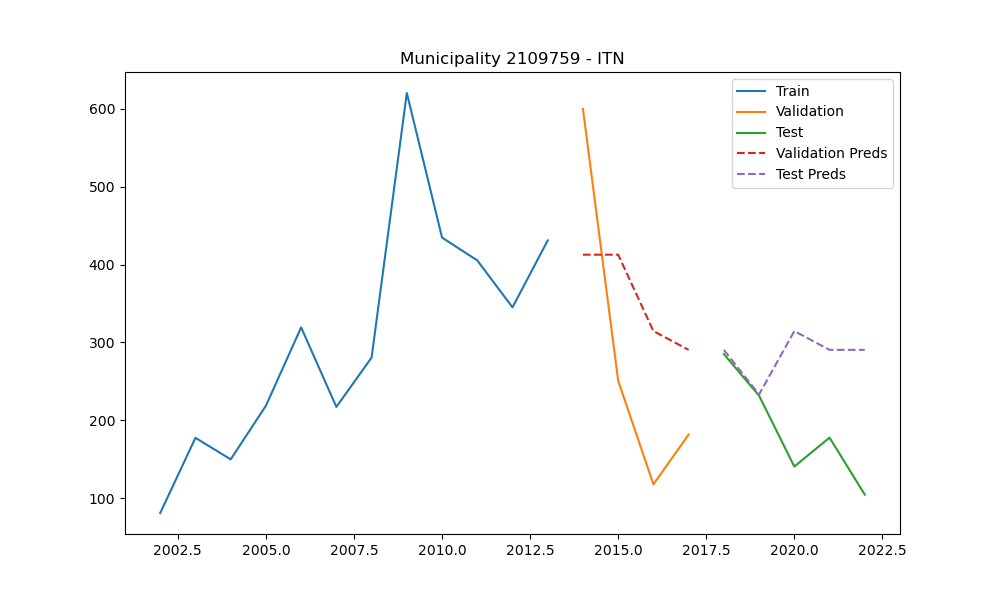 Municipality 2109759 - ITN
Train
Validation
Test
Validation Preds
Test Preds
600
500
400
300
200
100
2002.5 2005.0 2007.5 2010.0 2012.5 2015.0 2017.5 2020.0 2022.5